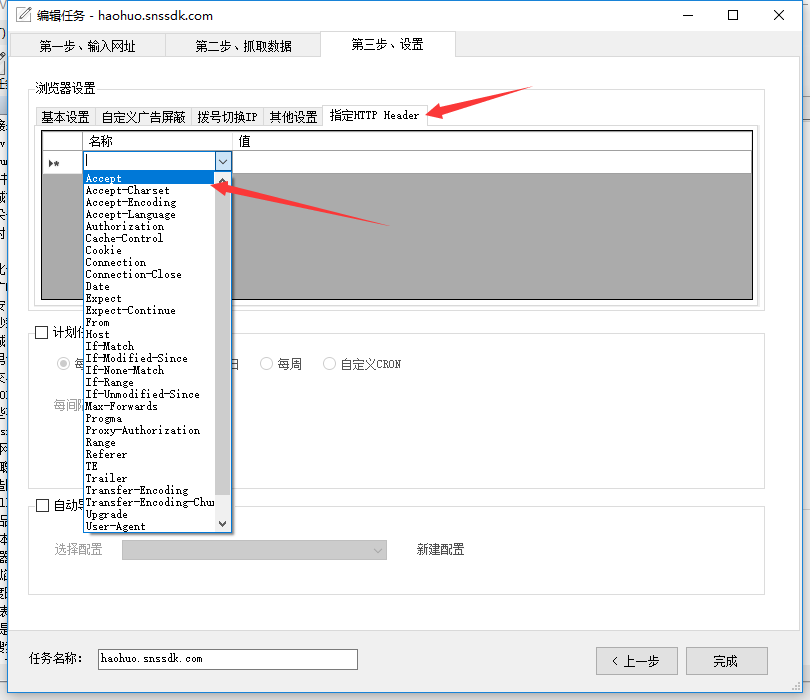 编辑任务 - haohuo.snssdk.com
第一步、输入网址
第二步、抓取数据
第三步、设置
浏览器设置
基本设置
自定义广告屏蔽
拨号切换IP
其他设置
指定HTTP Header
名称
值
Accept
Accept-Charset
Accept-Encoding
Accept-Language
Authorization
Cache-Control
Cookie
Connection
Connection-Close
Date
Expect
Expect-Continue
From
Host
If-Match
If-Modified-Since
If-None-Match
If-Range
If-Unmodified-Since
Max-Forwards
Progma
Proxy-Authorization
Range
Referer
TE
Trailer
Transfer-Encoding
Transfer-Encoding-Chu
Upgrade
User-Agent
计划
每
日
每周
自定义CRON
每间
自动
选择配置
新建配置
任务名称:
haohuo.snssdk.com
< 上一步
完成